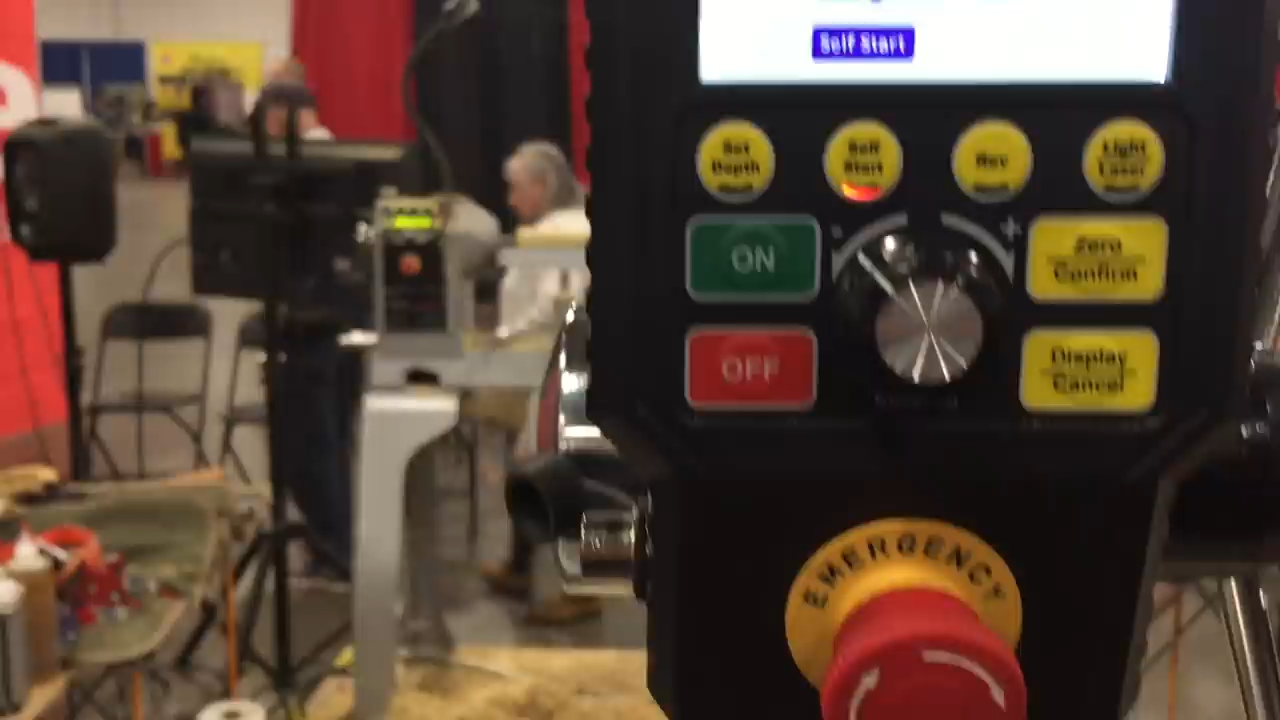 Self Start
Set
Depth
Self
Start
Rev
Light
Laser
ON
- +
Zero
Confirm
OFF
Display
Cancel
EMERGENCY